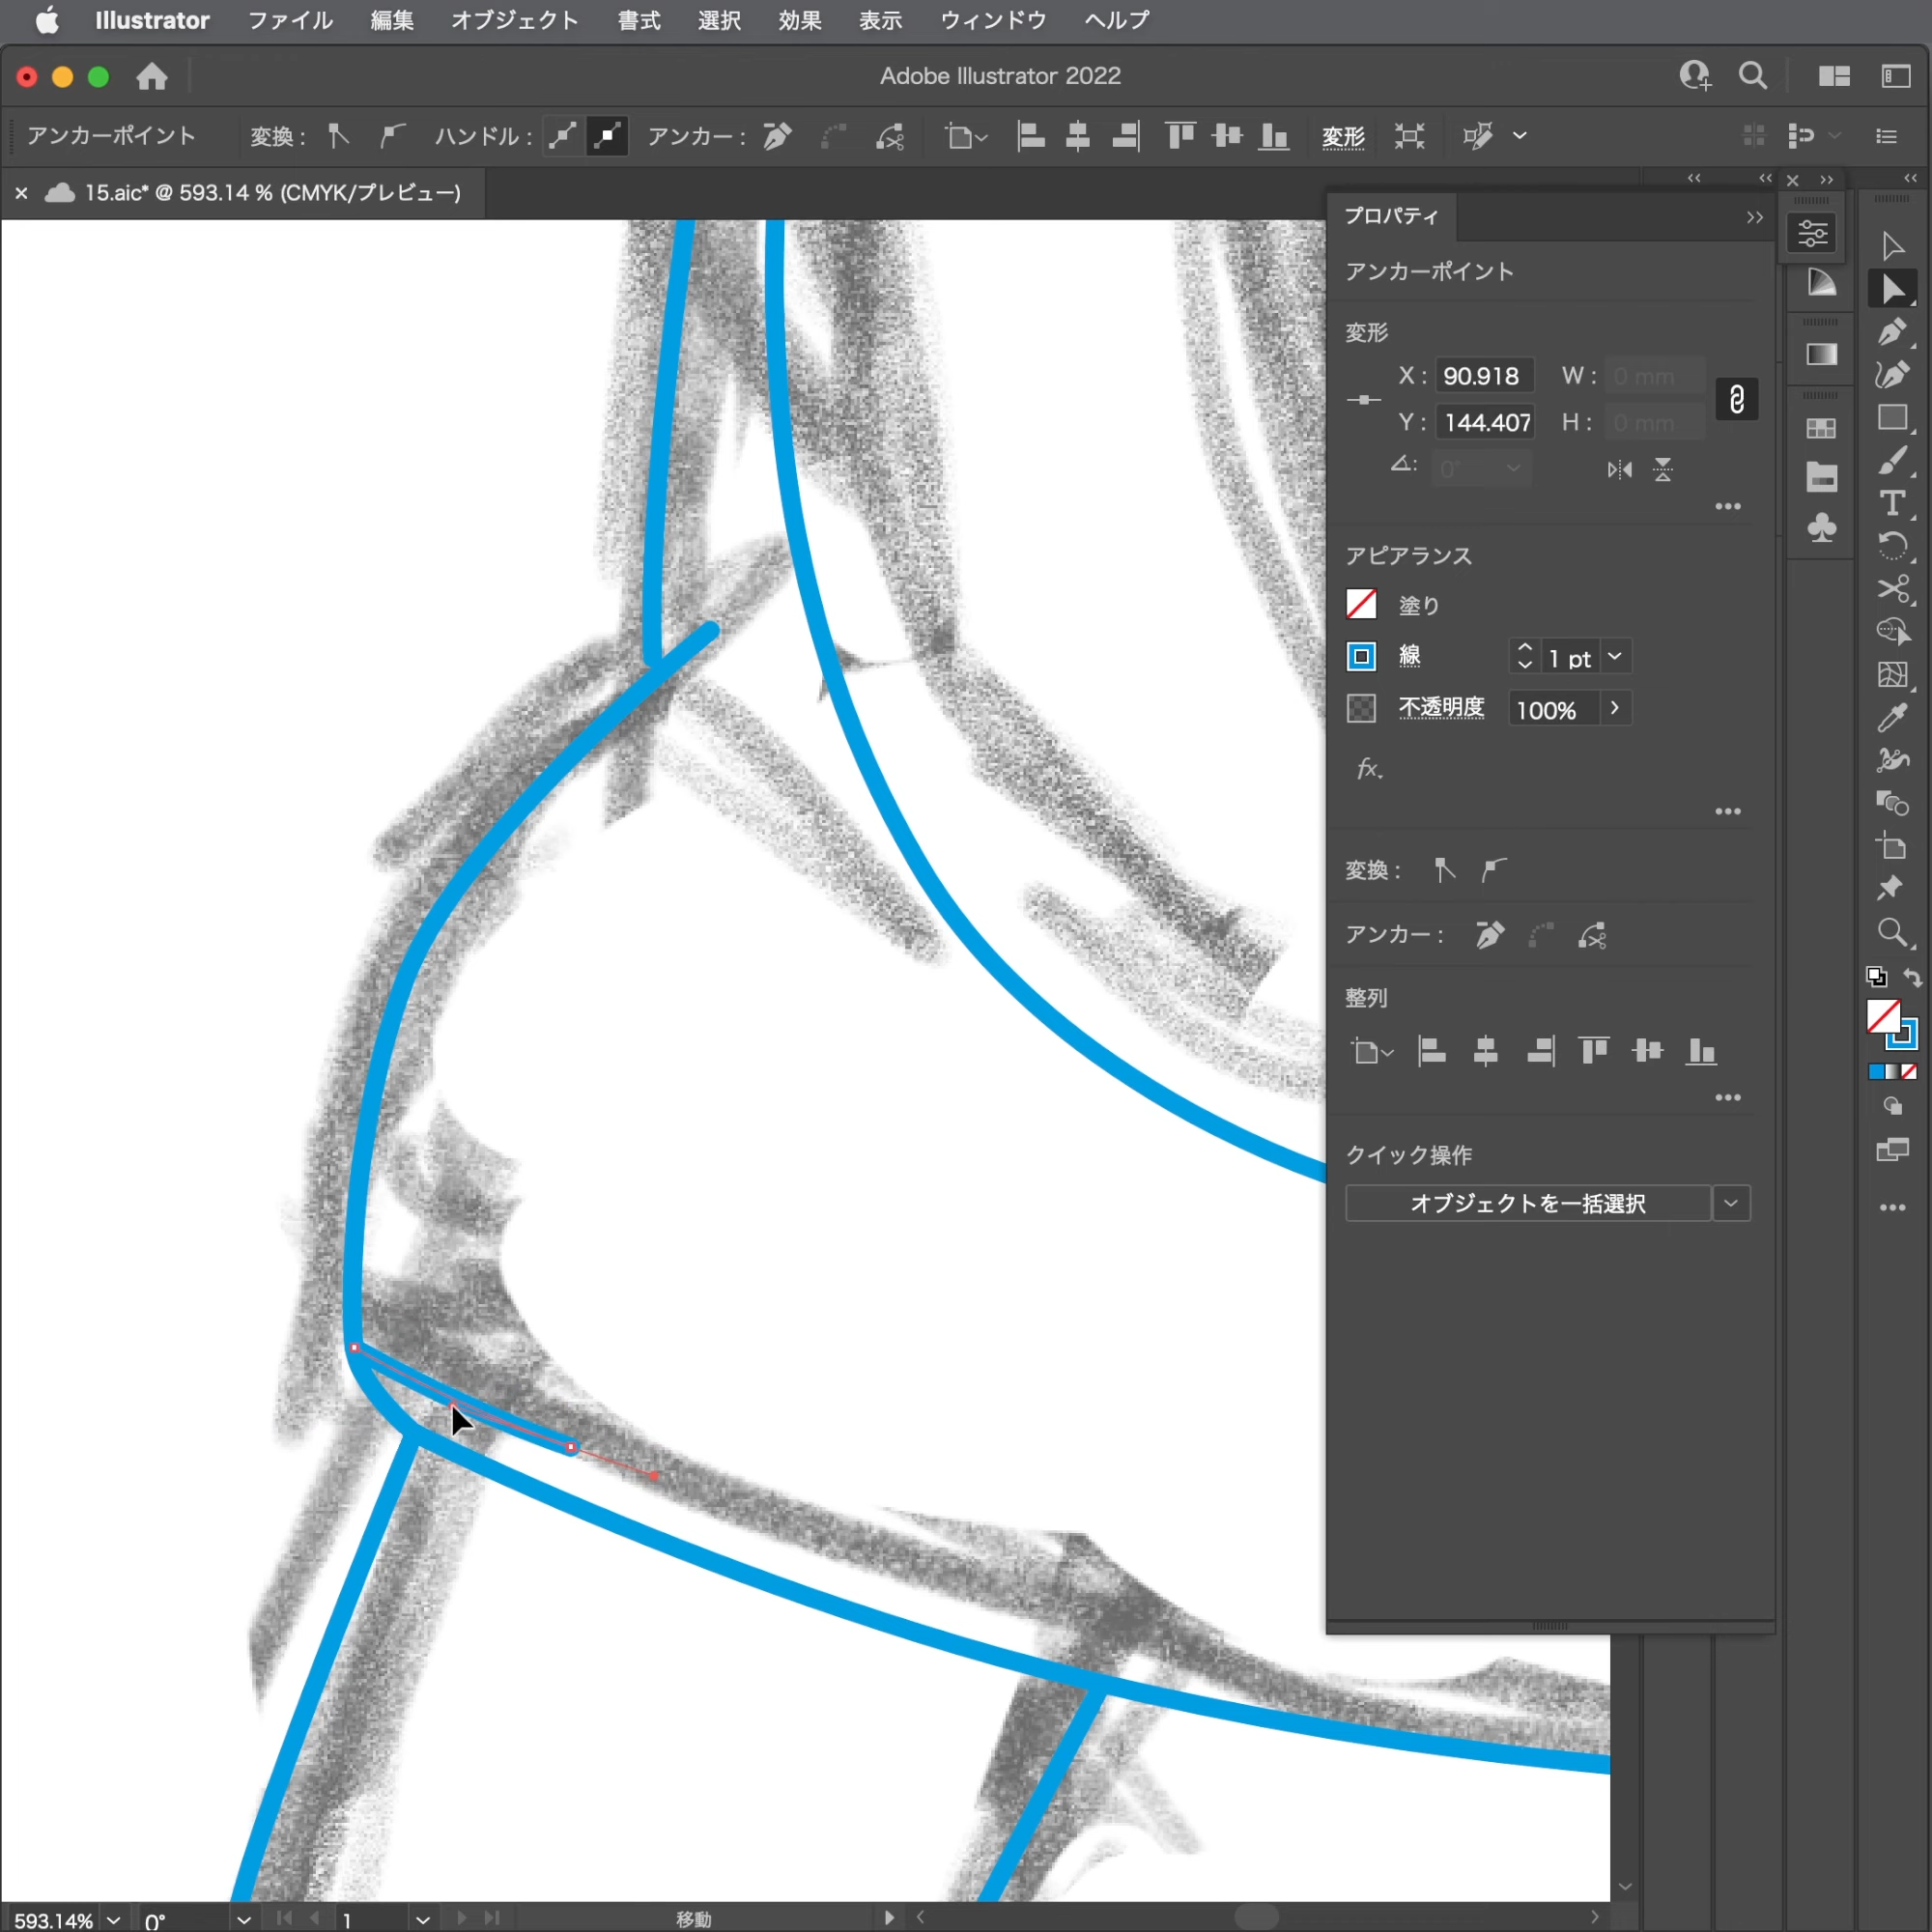 Illustrator ファイル 編集 オブジェクト 書式 選択 効果 表示 ウィンドウ ヘルプ
Adobe Illustrator 2022
アンカーポイント 変換： ハンドル： アンカー： 変形
× 15.aic* @ 593.14 % (CMYK/プレビュー)
プロパティ
アンカーポイント
変形
X： 90.918 W： 0 mm
Y： 144.407 H： 0 mm
0°
アピアランス
塗り
線 1 pt
不透明度 100%
fx.
変換：
アンカー：
整列
クイック操作
オブジェクトを一括選択
593.14% 0° 1 移動